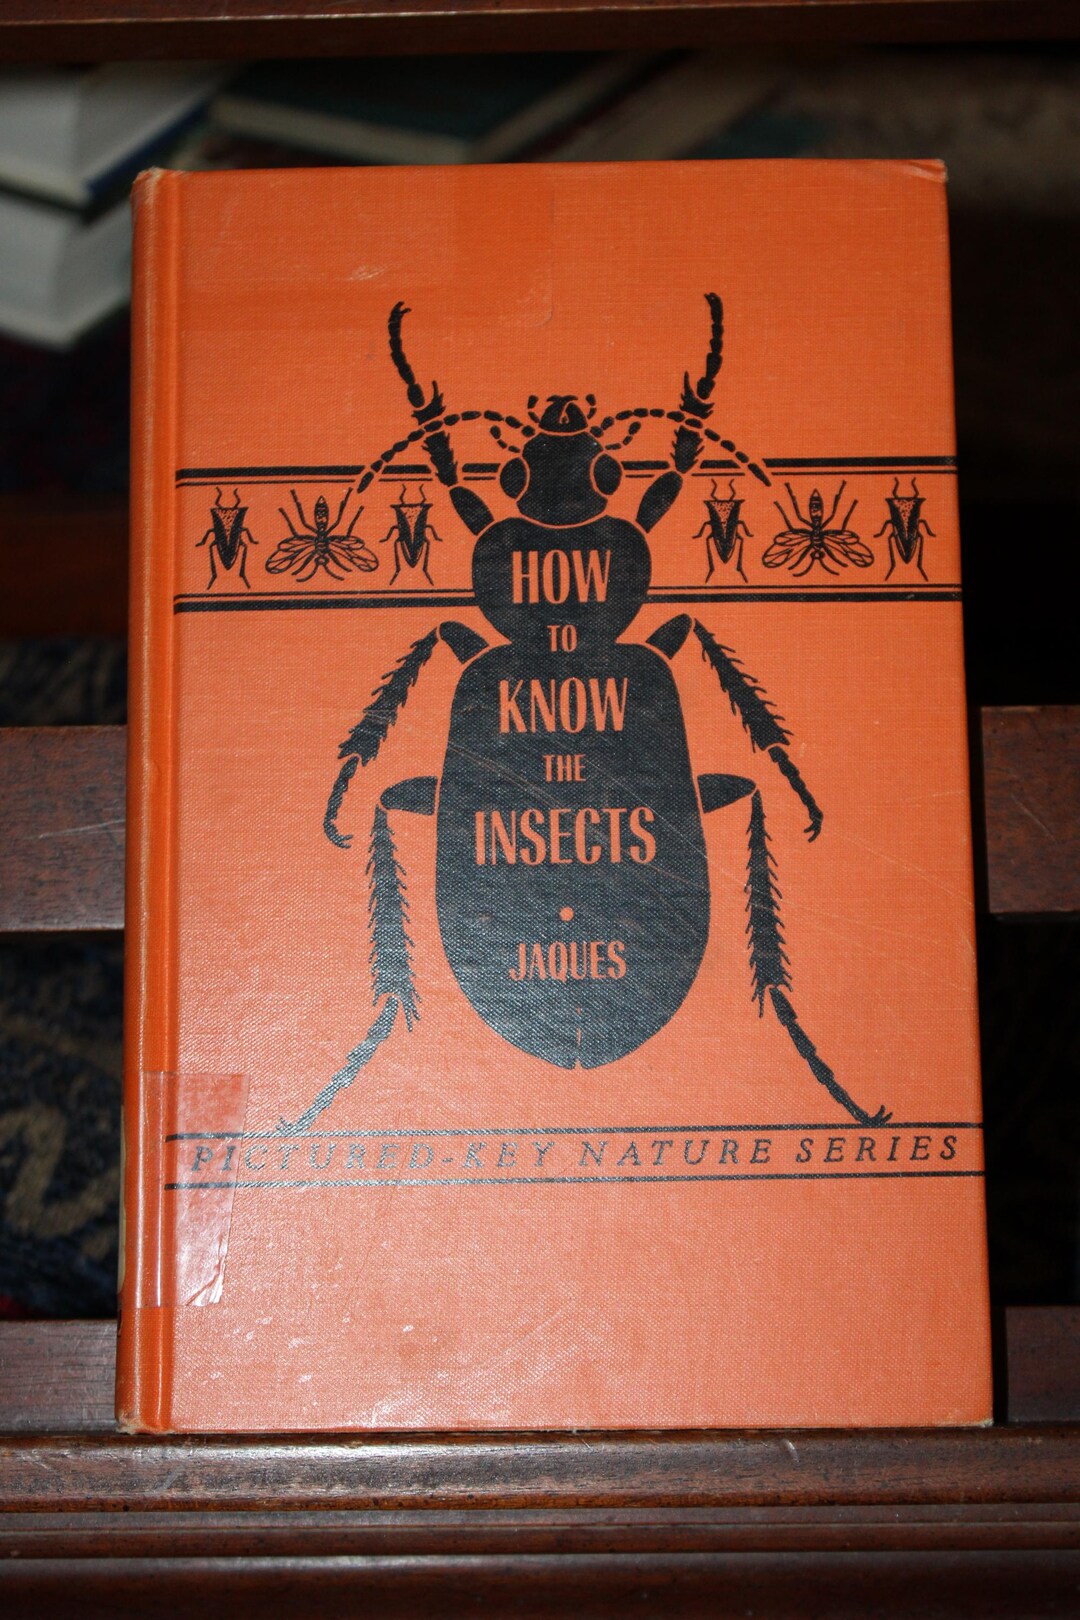 HOW
TO
KNOW
THE
INSECTS
JAQUES
PICTURED-KEY NATURE SERIES